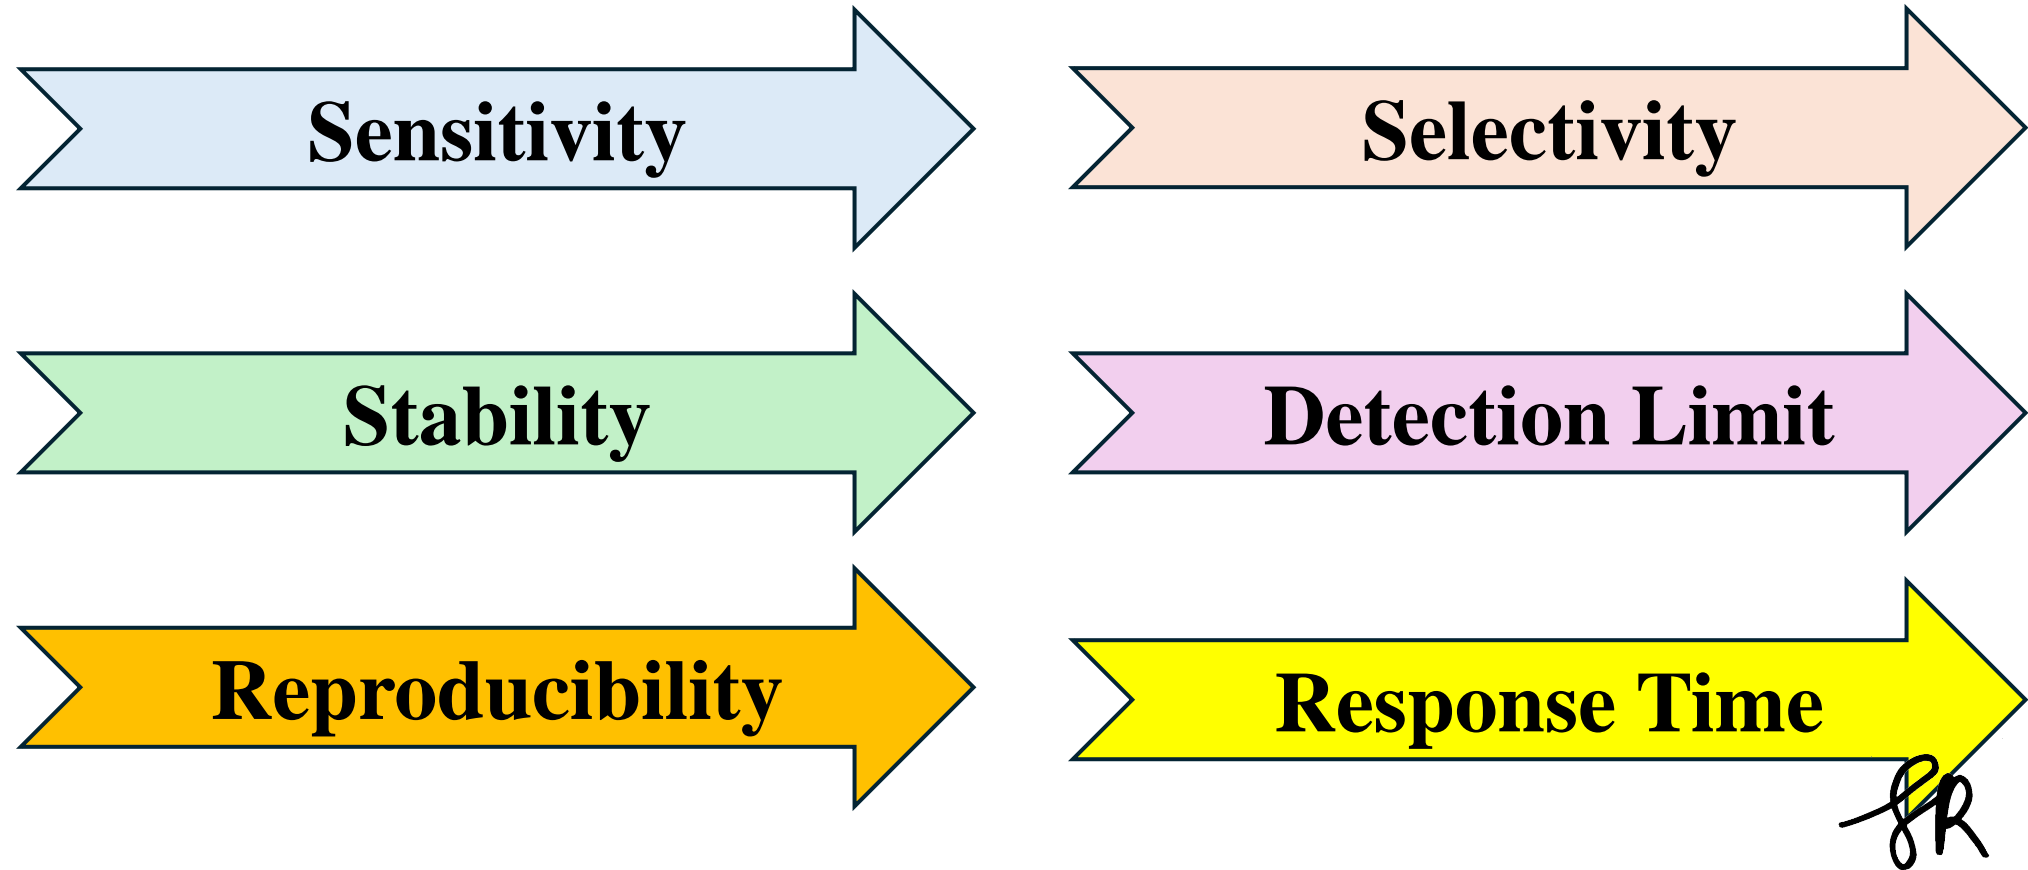 Sensitivity
Selectivity
Stability
Detection Limit
Reproducibility
Response Time